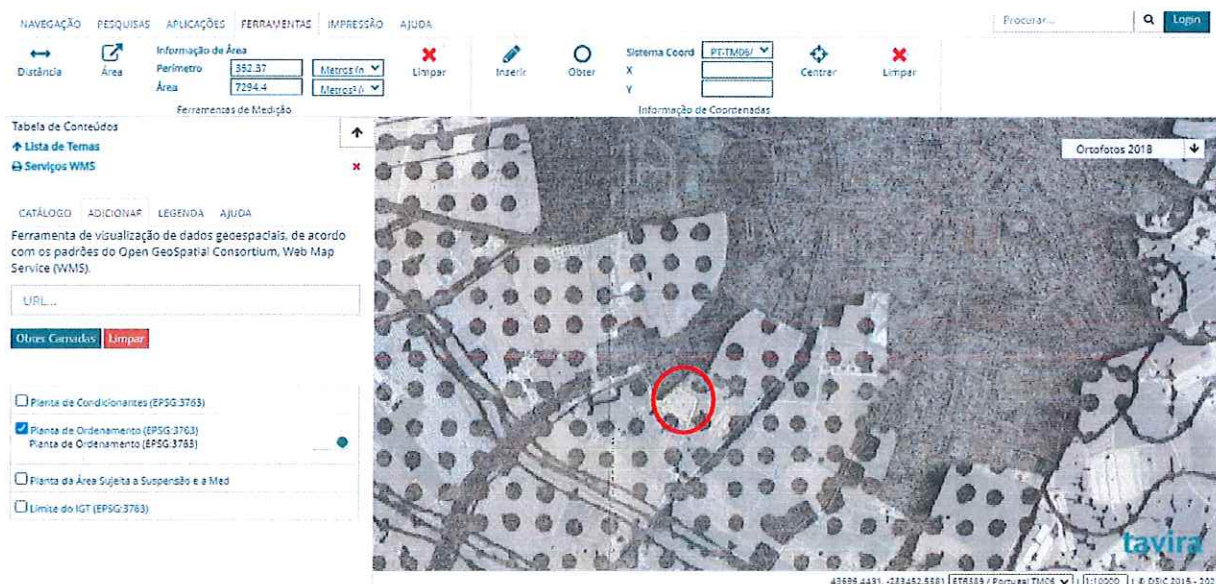 NAVEGAÇÃO PESQUISAS APLICAÇÕES FERRAMENTAS IMPRESSÃO AJUDA
Procurar... Login
Distância
Área
Informação de Área
Perímetro 352.37 Metros (m
Área 7294.4 Metros² (
Limpar
Ferramentas de Medição
Inserir
Obter
Sistema Coord PT-TM06/
X
Y
Centrar
Limpar
Informação de Coordenadas
Tabela de Conteúdos
Lista de Temas
Serviços WMS
Ortofotos 2018
CATÁLOGO ADICIONAR LEGENDA AJUDA
Ferramenta de visualização de dados geoespaciais, de acordo
com os padrões do Open GeoSpatial Consortium, Web Map
Service (WMS).
URL...
Obter Camadas Limpar
Planta de Condicionantes (EPSG:3763)
Planta de Ordenamento (EPSG:3763)
Planta de Ordenamento (EPSG:3763)
Planta da Área Sujeita a Suspensão e a Med
Limite do IGT (EPSG:3763)
tavira
ETRS89 / Portugal TM06 | 1:10000 | © DSIC 2015 - 202